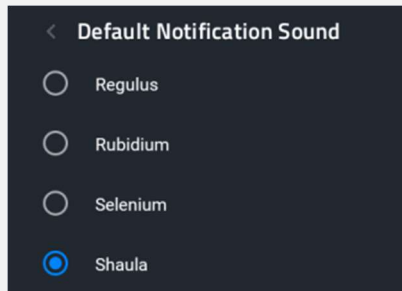 Default Notification Sound
Regulus
Rubidium
Selenium
Shaula